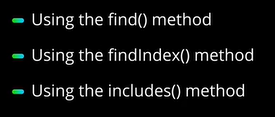 Using the find() method
Using the findIndex() method
Using the includes() method